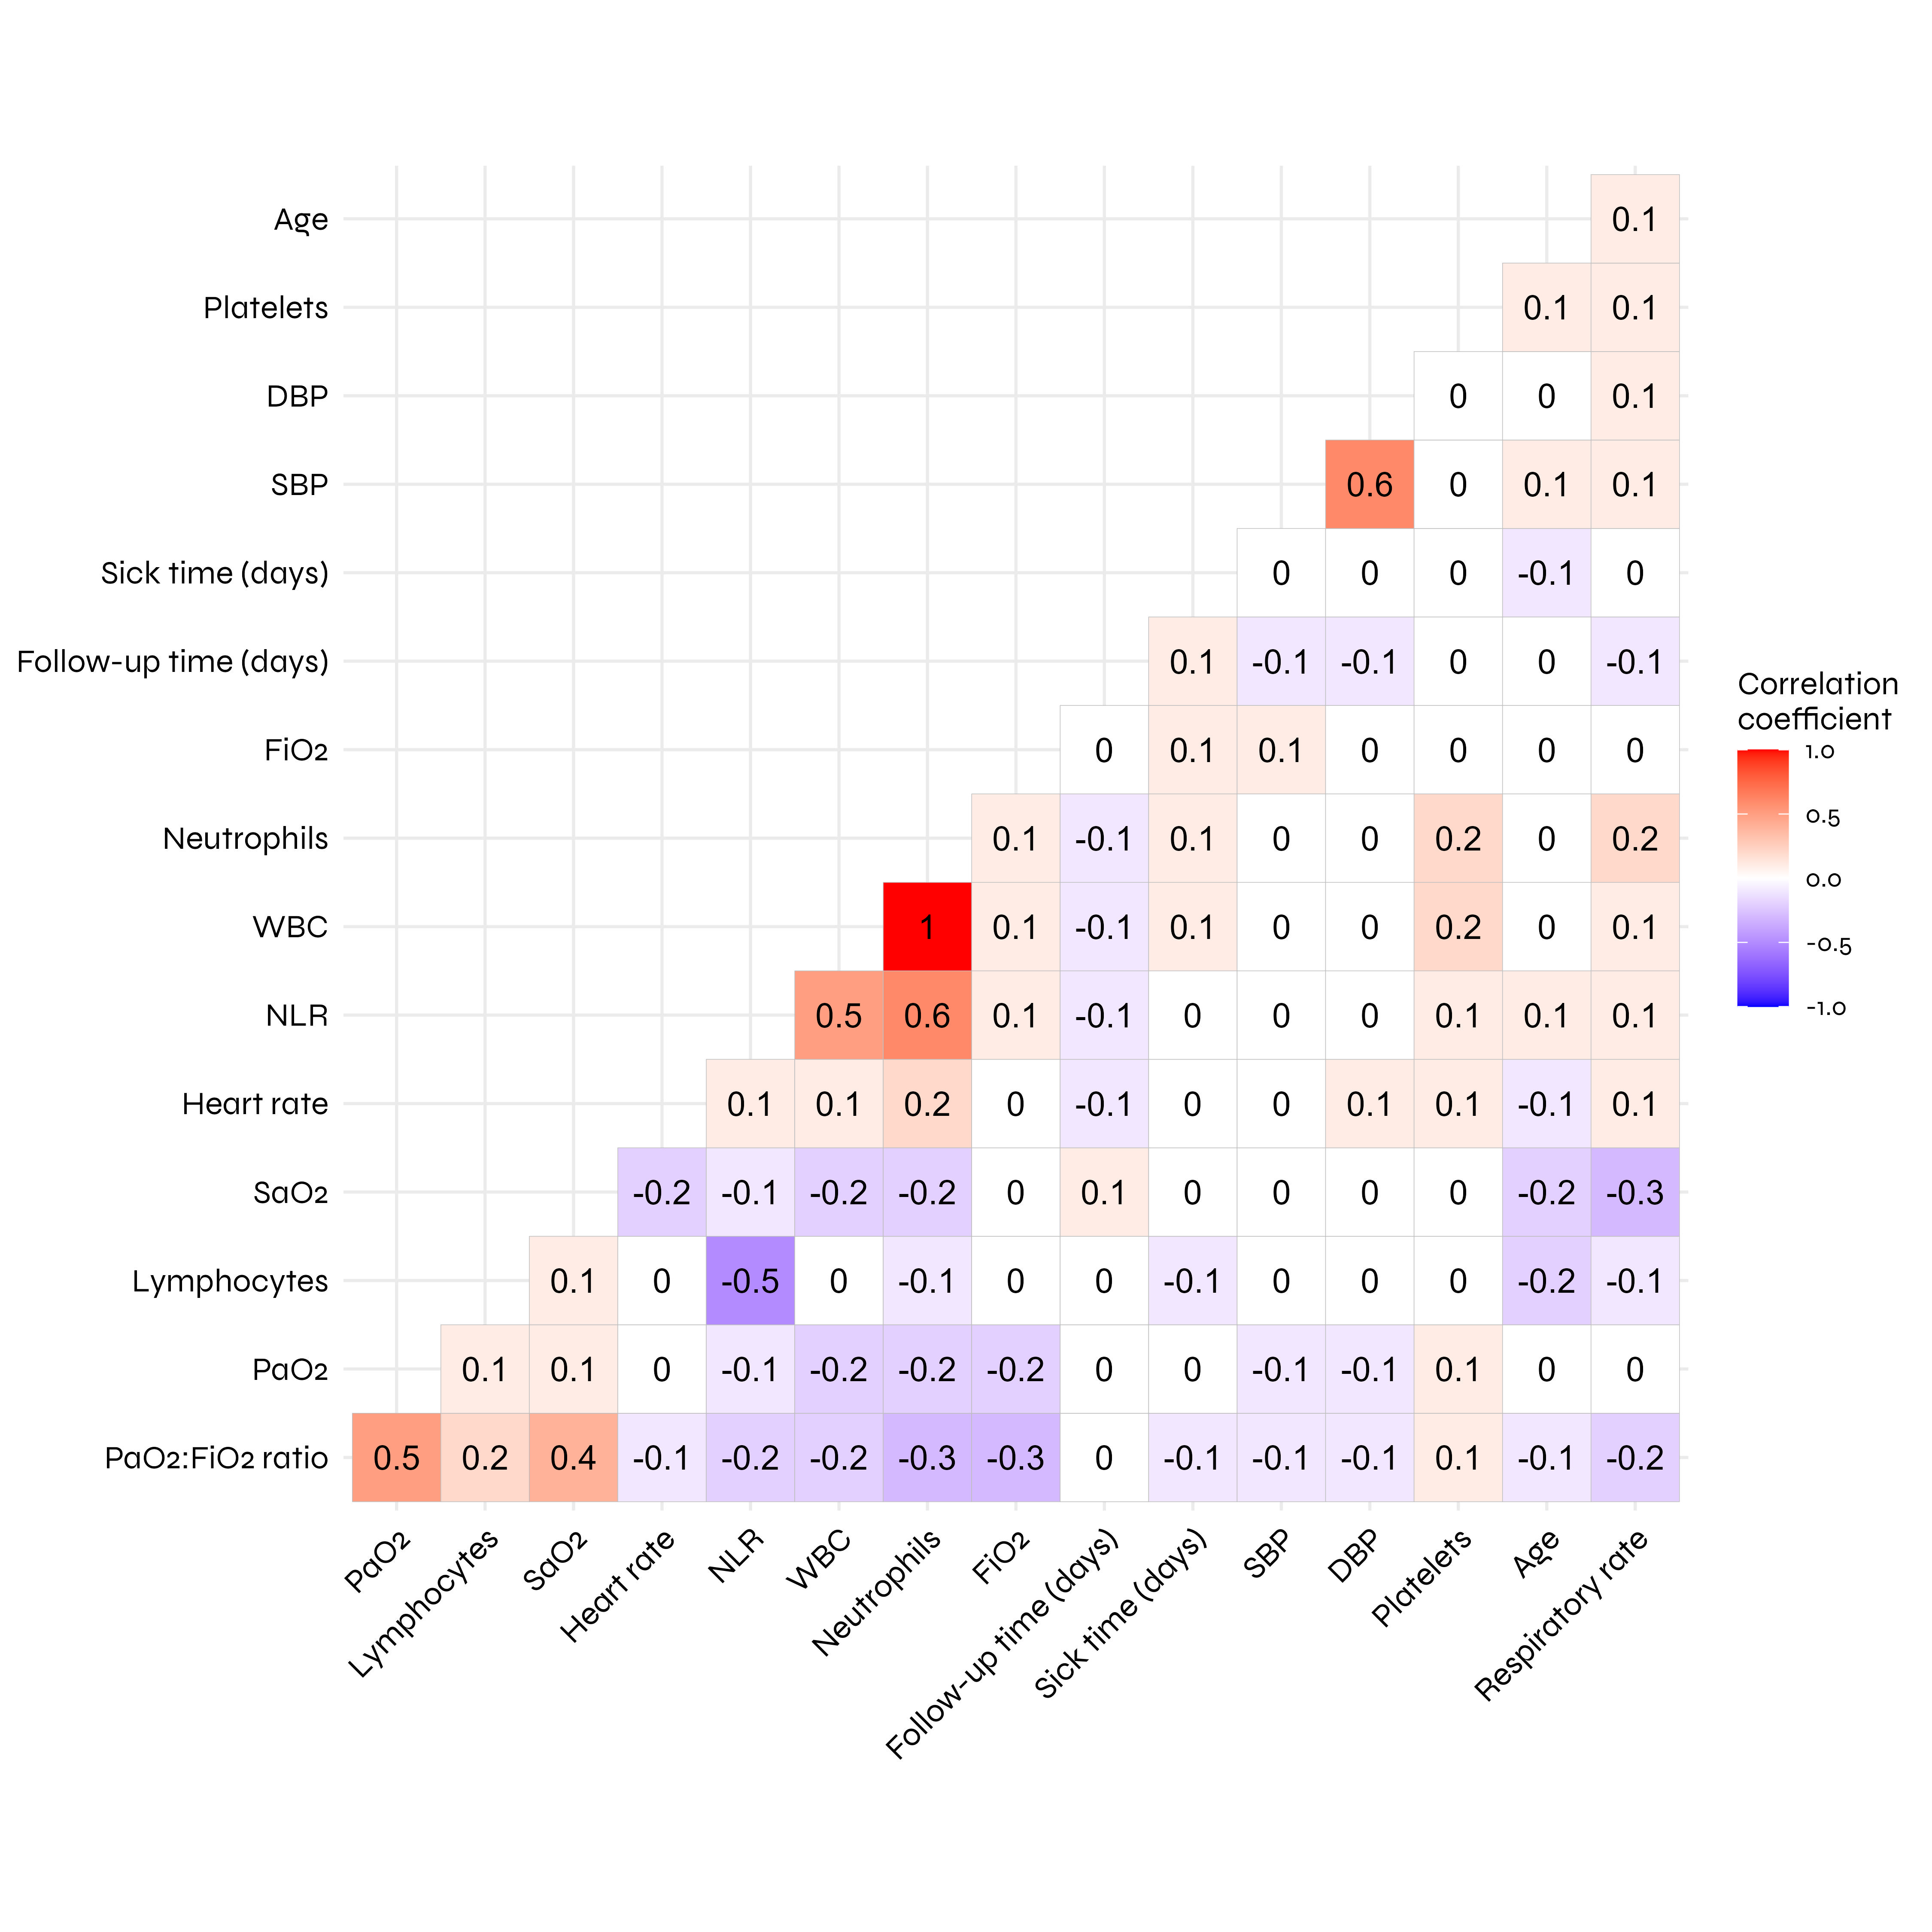 Age 0.1
Platelets 0.1 0.1
DBP 0 0 0.1
SBP 0.6 0 0.1 0.1
Sick time (days) 0 0 0 -0.1 0
Follow-up time (days) 0.1 -0.1 -0.1 0 0 -0.1
FiO2 0 0.1 0.1 0 0 0 0
Neutrophils 0.1 -0.1 0.1 0 0 0.2 0 0.2
WBC 1 0.1 -0.1 0.1 0 0 0.2 0 0.1
NLR 0.5 0.6 0.1 -0.1 0 0 0 0.1 0.1 0.1
Heart rate 0.1 0.1 0.2 0 -0.1 0 0 0.1 0.1 -0.1 0.1
SaO2 -0.2 -0.1 -0.2 -0.2 0 0.1 0 0 0 0 -0.2 -0.3
Lymphocytes 0.1 0 -0.5 0 -0.1 0 0 -0.1 0 0 0 -0.2 -0.1
PaO2 0.1 0.1 0 -0.1 -0.2 -0.2 -0.2 0 0 -0.1 -0.1 0.1 0 0
PaO2:FiO2 ratio 0.5 0.2 0.4 -0.1 -0.2 -0.2 -0.3 -0.3 0 -0.1 -0.1 -0.1 0.1 -0.1 -0.2
PaO2
Lymphocytes
SaO2
Heart rate
NLR
WBC
Neutrophils
FiO2
Follow-up time (days)
Sick time (days)
SBP
DBP
Platelets
Age
Respiratory rate
Correlation
coefficient
1.0
0.5
0.0
-0.5
-1.0